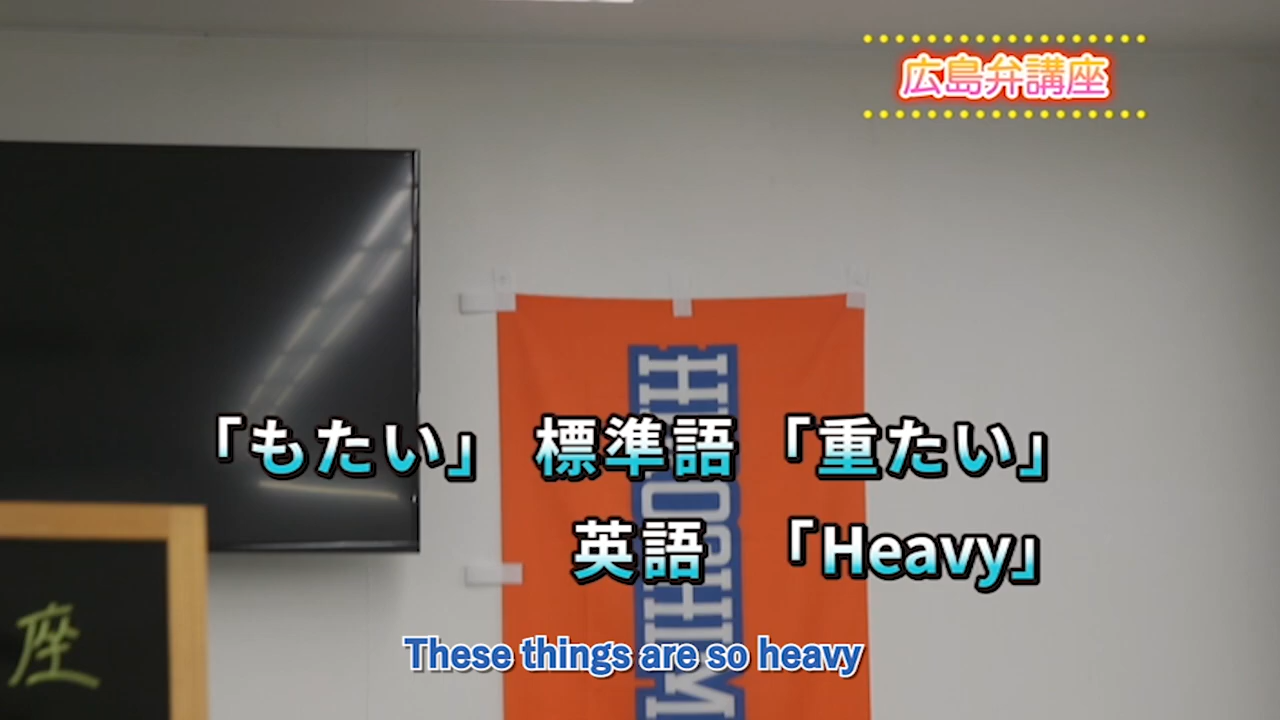 広島弁講座
「もたい」 標準語 「重たい」
英語 「Heavy」
These things are so heavy
HIROSHIM
座